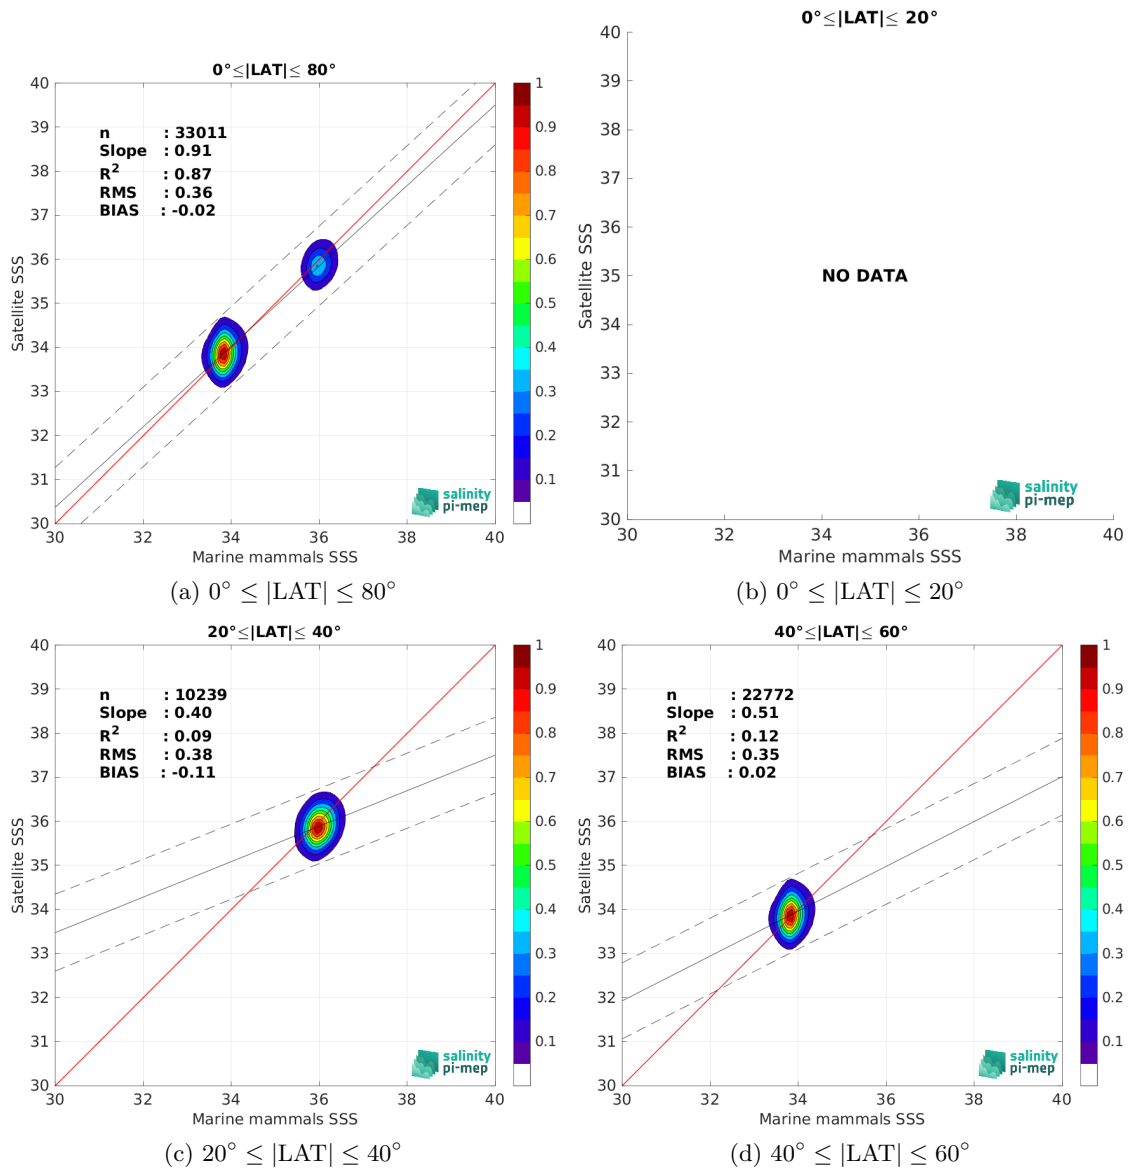 0°≤|LAT|≤ 80°
40
39
38
37
36
35
34
33
32
31
30
Satellite SSS
n : 33011
Slope : 0.91
R² : 0.87
RMS : 0.36
BIAS : -0.02
salinity
pi-mep
30 32 34 36 38 40
Marine mammals SSS
1
0.9
0.8
0.7
0.6
0.5
0.4
0.3
0.2
0.1
(a) 0° ≤ |LAT| ≤ 80°
0°≤|LAT|≤ 20°
40
39
38
37
36
35
34
33
32
31
30
Satellite SSS
NO DATA
salinity
pi-mep
30 32 34 36 38 40
Marine mammals SSS
(b) 0° ≤ |LAT| ≤ 20°
20°≤|LAT|≤ 40°
40
39
38
37
36
35
34
33
32
31
30
Satellite SSS
n : 10239
Slope : 0.40
R² : 0.09
RMS : 0.38
BIAS : -0.11
salinity
pi-mep
30 32 34 36 38 40
Marine mammals SSS
1
0.9
0.8
0.7
0.6
0.5
0.4
0.3
0.2
0.1
(c) 20° ≤ |LAT| ≤ 40°
40°≤|LAT|≤ 60°
40
39
38
37
36
35
34
33
32
31
30
Satellite SSS
n : 22772
Slope : 0.51
R² : 0.12
RMS : 0.35
BIAS : 0.02
salinity
pi-mep
30 32 34 36 38 40
Marine mammals SSS
1
0.9
0.8
0.7
0.6
0.5
0.4
0.3
0.2
0.1
(d) 40° ≤ |LAT| ≤ 60°